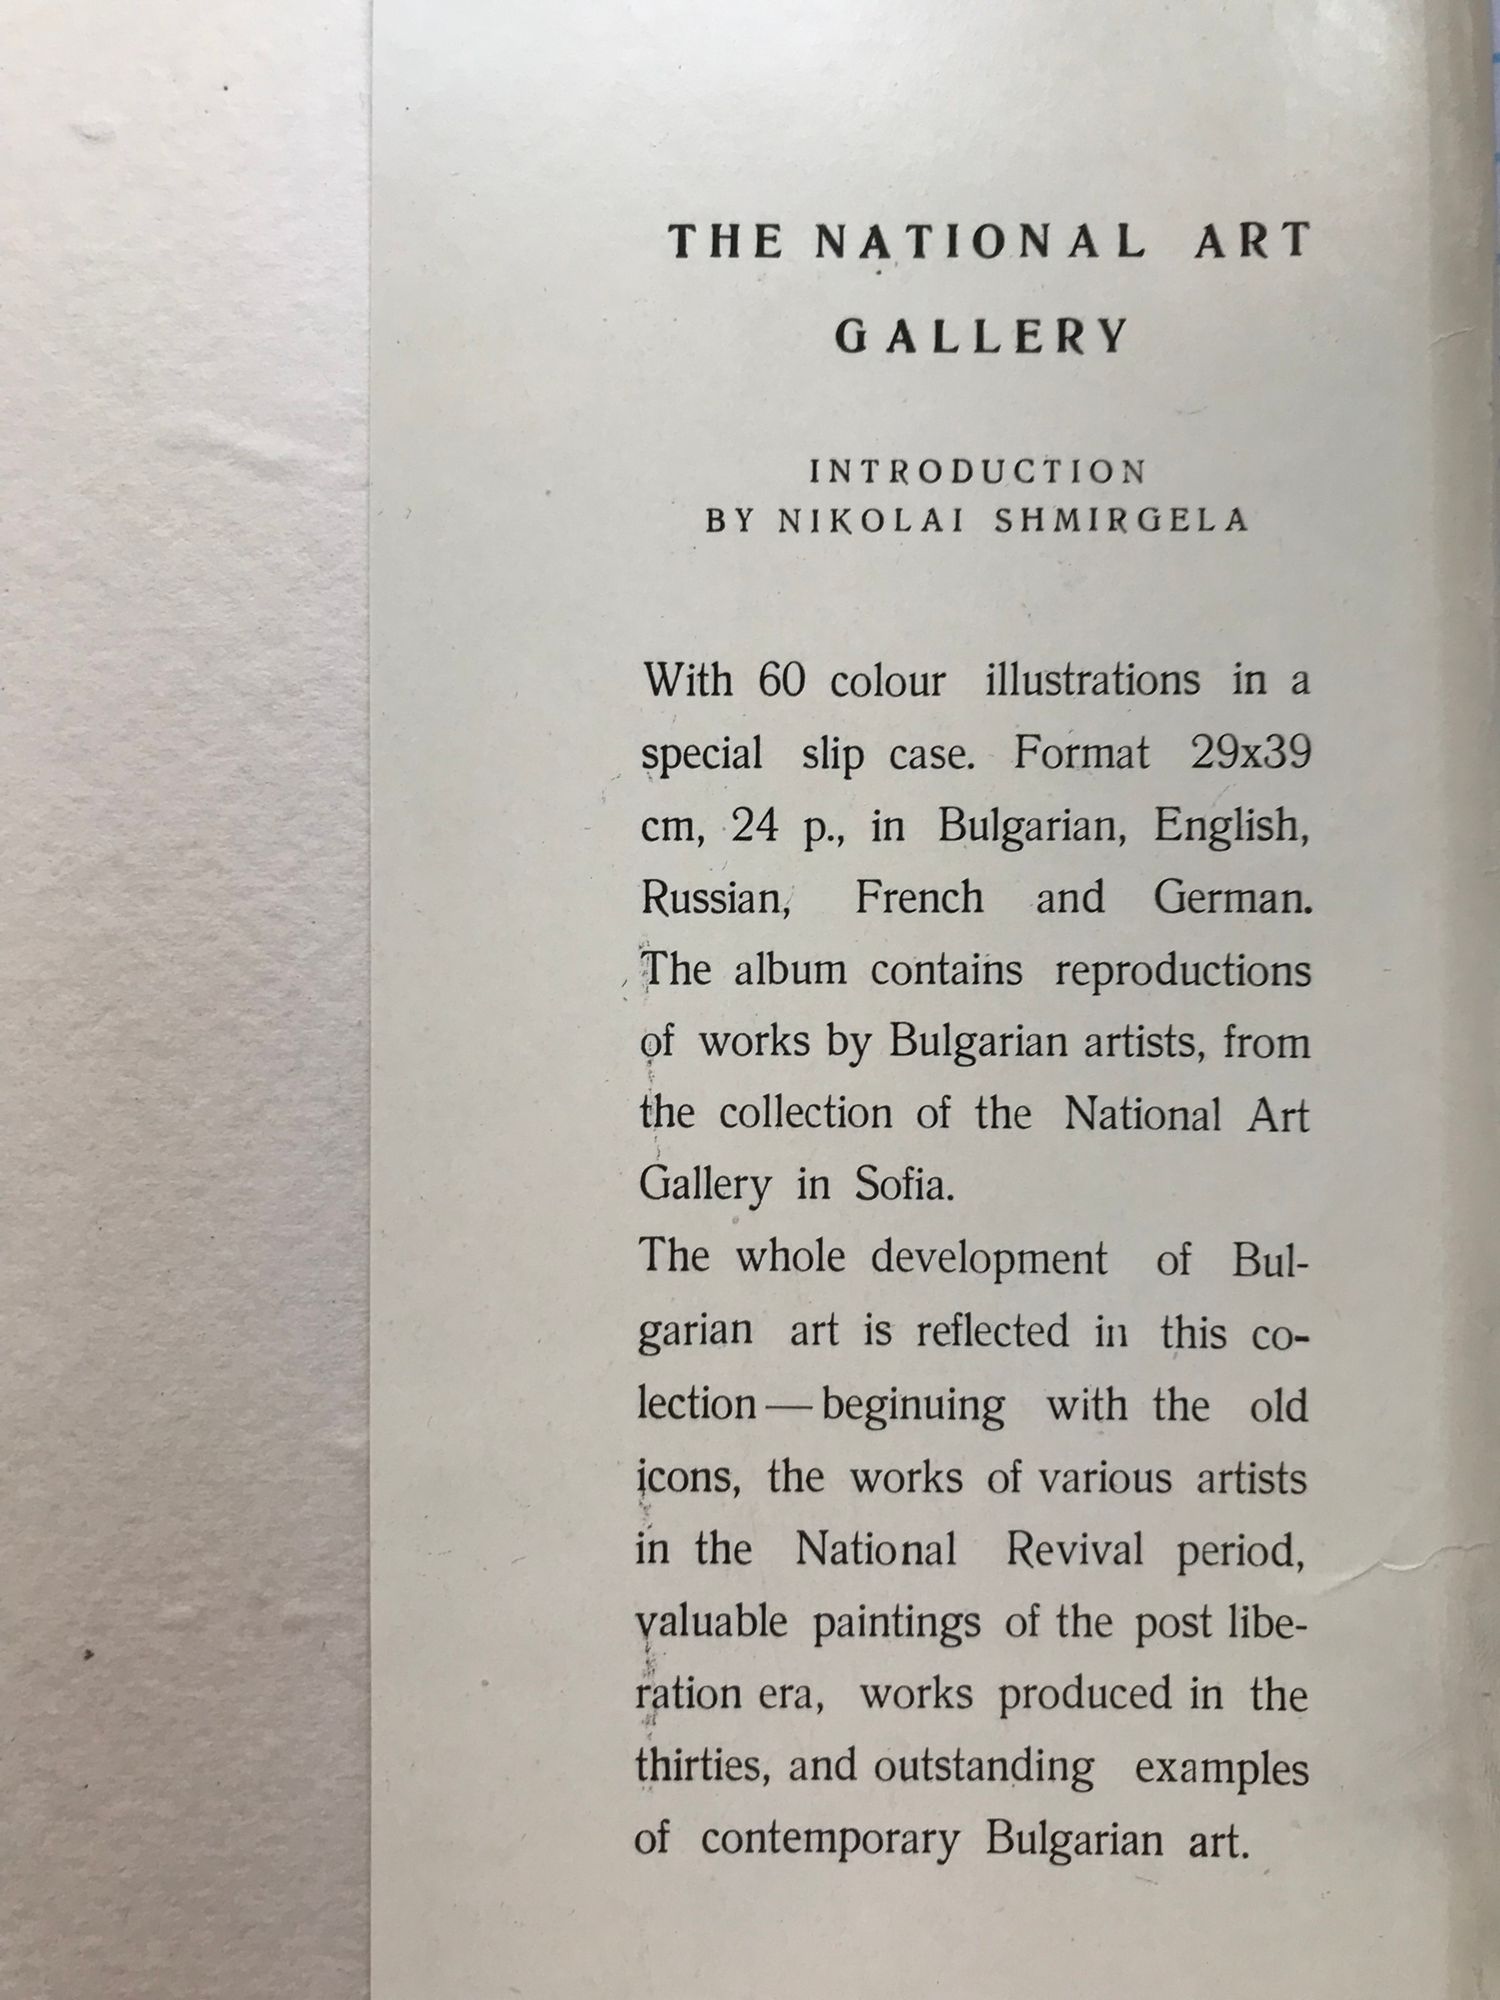 THE NATIONAL ART
GALLERY
INTRODUCTION
BY NIKOLAI SHMIRGELA
With 60 colour illustrations in a
special slip case. Format 29x39
cm, 24 p., in Bulgarian, English,
Russian, French and German.
The album contains reproductions
of works by Bulgarian artists, from
the collection of the National Art
Gallery in Sofia.
The whole development of Bul-
garian art is reflected in this co-
lection — beginuing with the old
icons, the works of various artists
in the National Revival period,
valuable paintings of the post libe-
ration era, works produced in the
thirties, and outstanding examples
of contemporary Bulgarian art.